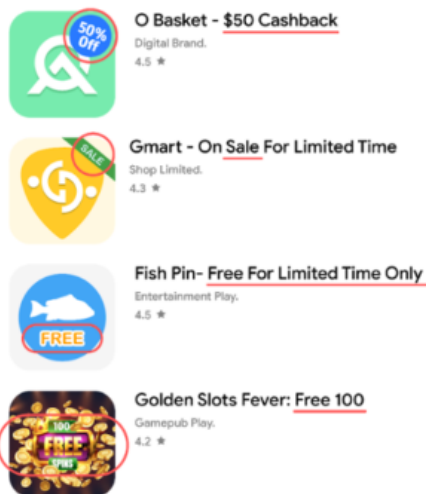 50%
Off
O Basket - $50 Cashback
Digital Brand.
4.5 ★
SALE
Gmart - On Sale For Limited Time
Shop Limited.
4.3 ★
Fish Pin- Free For Limited Time Only
Entertainment Play.
4.5 ★
FREE
Golden Slots Fever: Free 100
Gamepub Play.
4.2 ★
100
FREE
SPINS